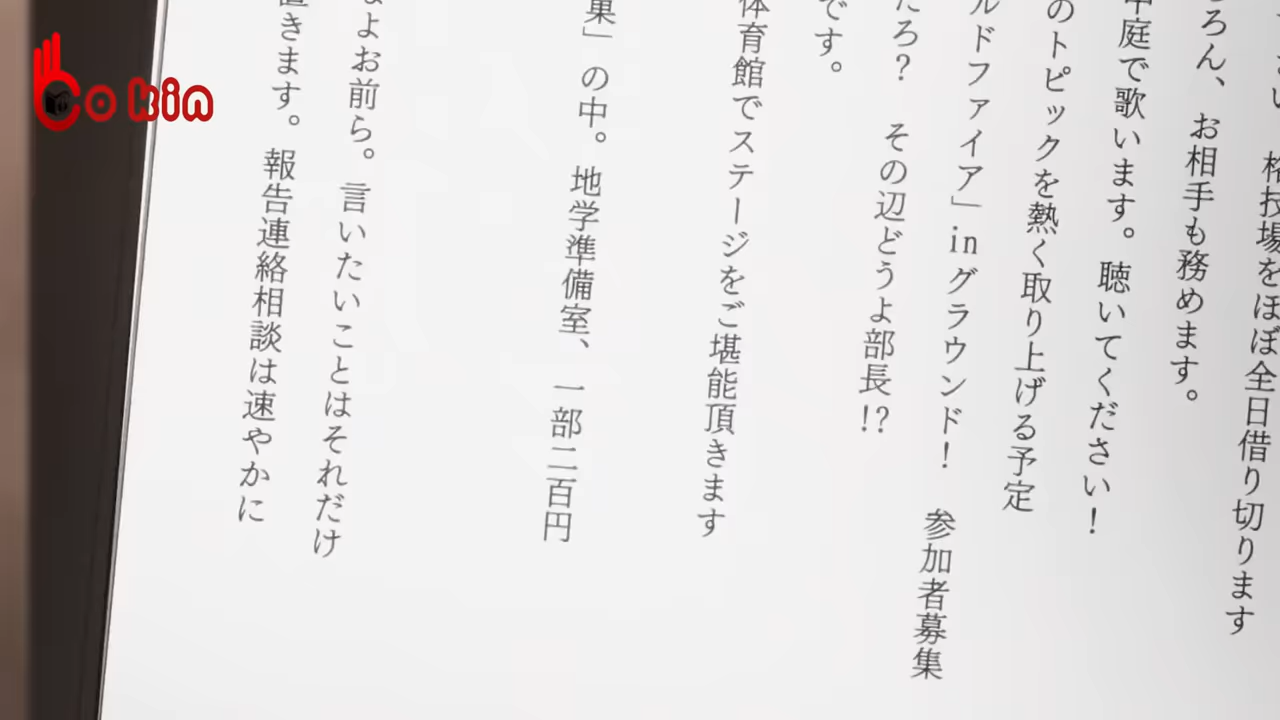 格技場をほぼ全日借り切ります
ろん、お相手も務めます。
中庭で歌います。聴いてください!
のトピックを熱く取り上げる予定
ルドファイア」inグラウンド! 参加者募集
だろ? その辺どうよ部長!?
です。
体育館でステージをご堪能頂きます
菓」の中。地学準備室、一部二百円
なよお前ら。言いたいことはそれだけ
置きます。報告連絡相談は速やかに
Cokin